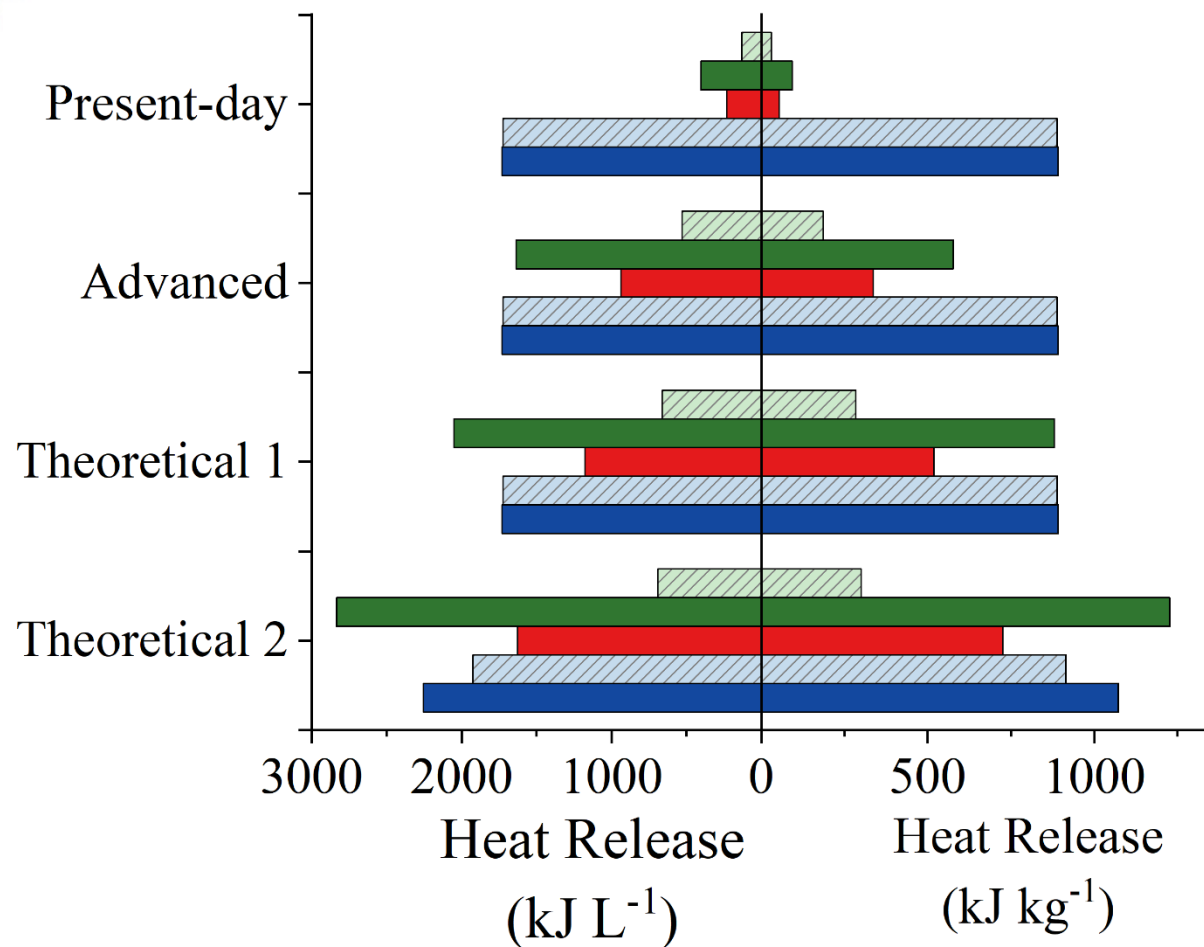 Present-day
Advanced
Theoretical 1
Theoretical 2
3000 2000 1000 0 500 1000
Heat Release
(kJ L⁻¹)
Heat Release
(kJ kg⁻¹)